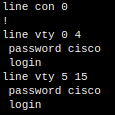 line con 0
!
line vty 0 4
 password cisco
 login
line vty 5 15
 password cisco
 login